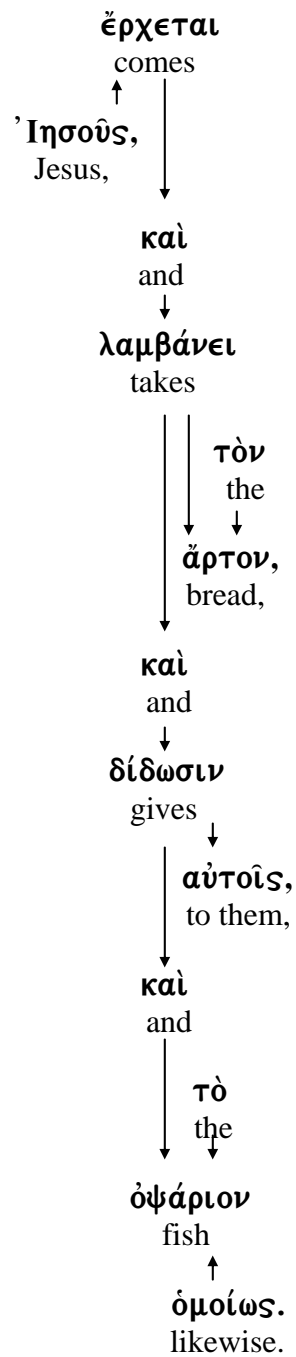 ἔρχεται
comes
Ἰησοῦς,
Jesus,
καὶ
and
λαμβάνει
takes
τὸν
the
ἄρτον,
bread,
καὶ
and
δίδωσιν
gives
αὐτοῖς,
to them,
καὶ
and
τὸ
the
ὀψάριον
fish
ὁμοίως.
likewise.